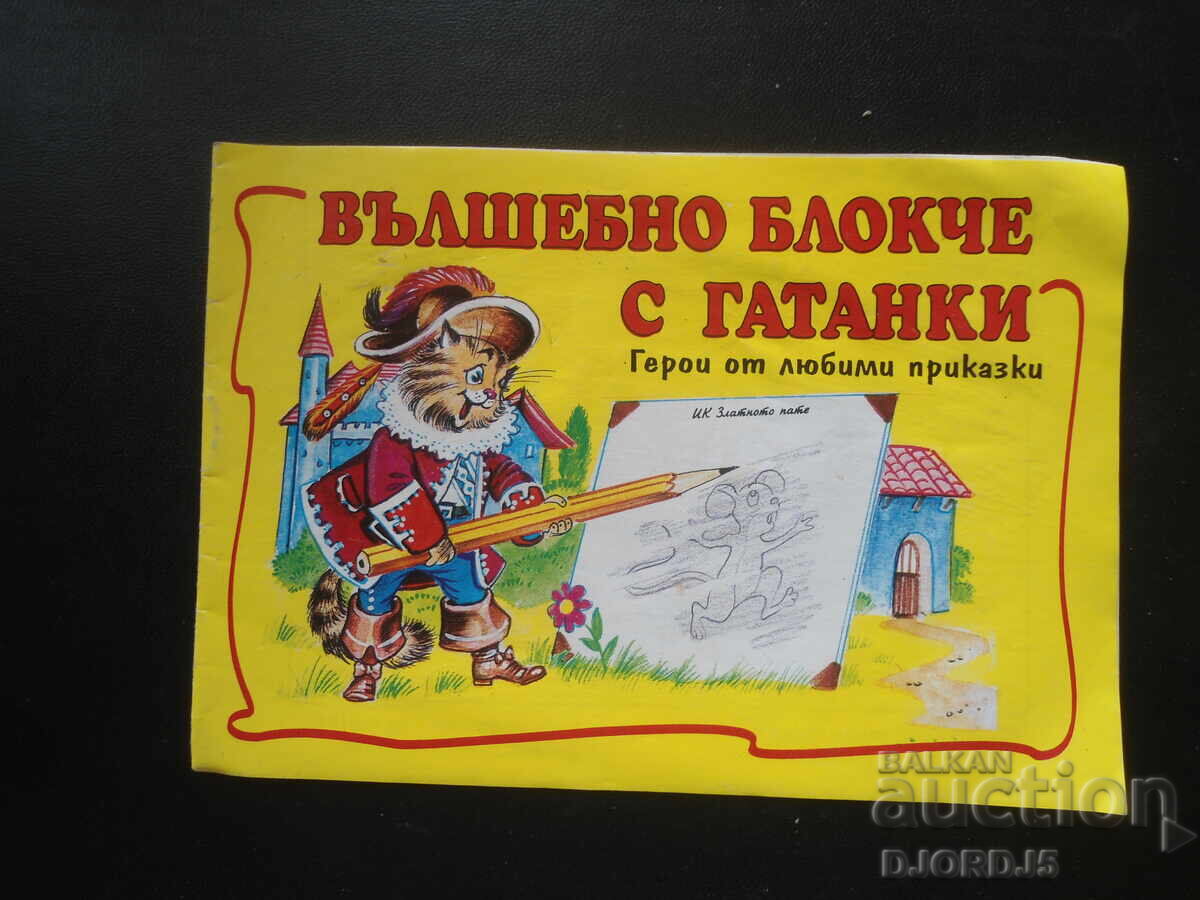 ВЪЛШЕБНО БЛОКЧЕ
С ГАТАНКИ
Герои от любими приказки
ИК Златното пате
BALKAN
auction
DJORDJ5